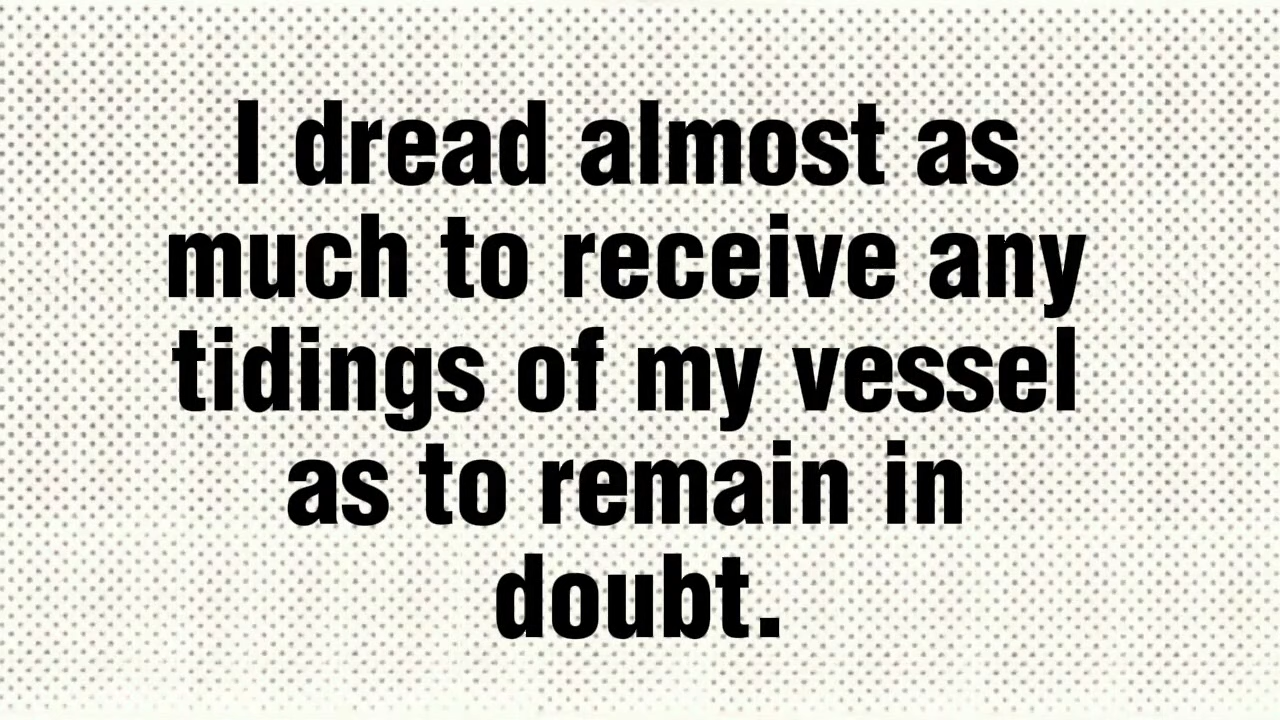 I dread almost as
much to receive any
tidings of my vessel
as to remain in
doubt.